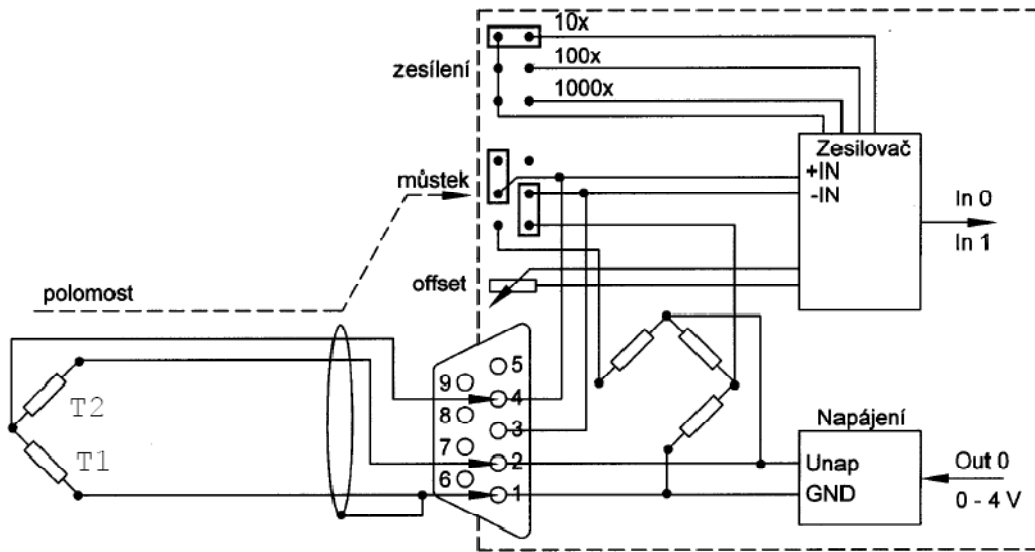 10x
zesílení
100x
1000x
Zesilovač
můstek
+IN
-IN
In 0
In 1
offset
polomost
5
9
4
T2
8
3
Napájení
7
T1
2
Unap
Out 0
6
1
GND
0 - 4 V